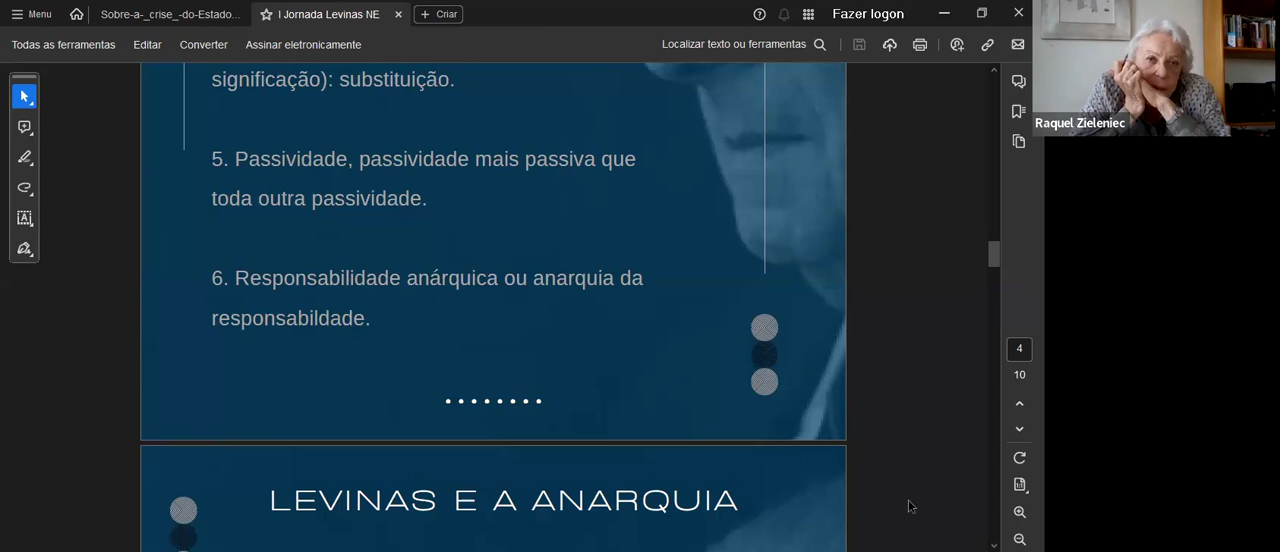 Menu
Sobre-a-_crise_-do-Estado...
I Jornada Levinas NE
Criar
Fazer logon
Todas as ferramentas
Editar
Converter
Assinar eletronicamente
Localizar texto ou ferramentas
Raquel Zieleniec
significação): substituição.
5. Passividade, passividade mais passiva que
toda outra passividade.
6. Responsabilidade anárquica ou anarquia da
responsabildade.
4
10
LEVINAS E A ANARQUIA